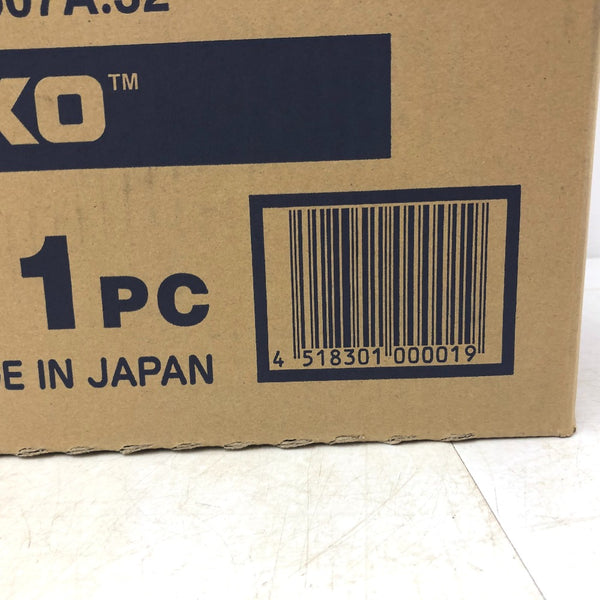 KO™
1 PC
E IN JAPAN
4 518301 000019